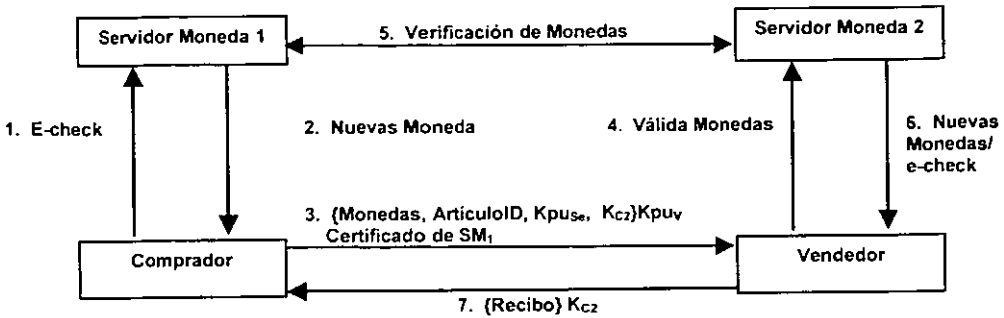 Servidor Moneda 1
5. Verificación de Monedas
Servidor Moneda 2
1. E-check
2. Nuevas Moneda
4. Válida Monedas
6. Nuevas
Monedas/
e-check
3. {Monedas, ArtículoID, Kpu_Se, K_C2}Kpu_V
Certificado de SM₁
Comprador
Vendedor
7. {Recibo} K_C2